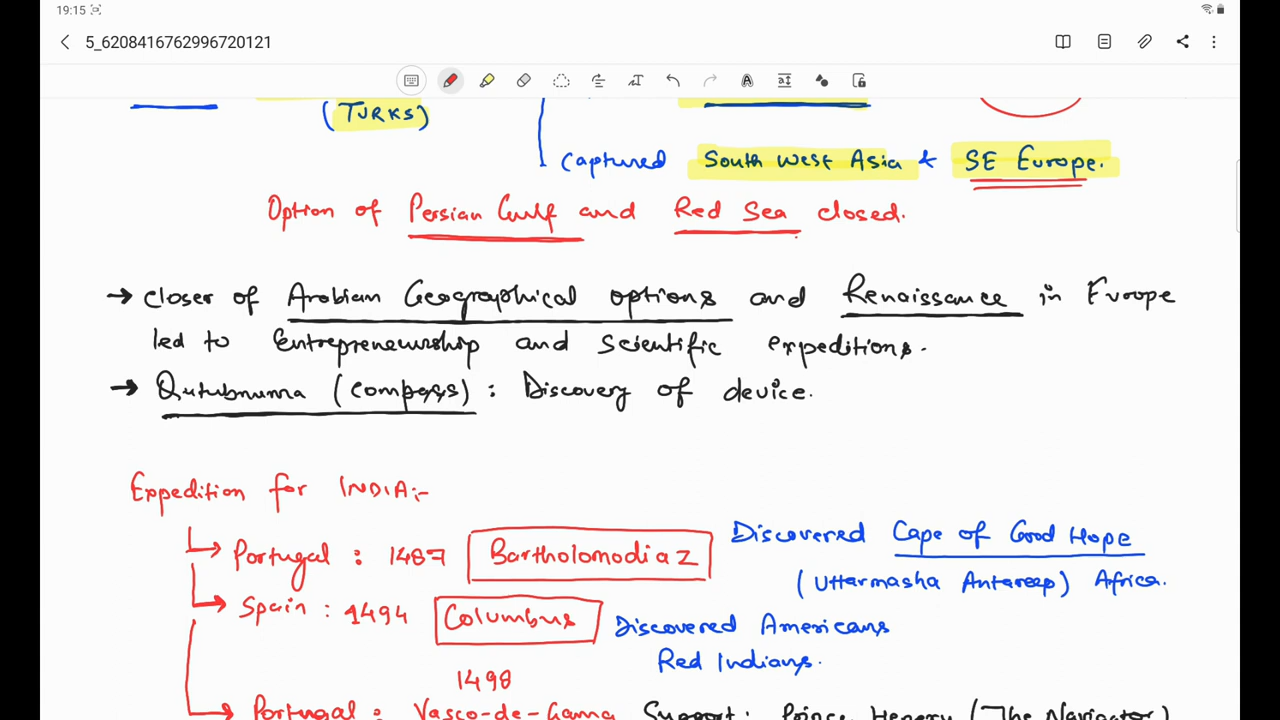 19:15
5_6208416762996720121
(TURKS)
Captured South West Asia & SE Europe.
Option of Persian Gulf and Red Sea closed.
→ Closer of Arabian Geographical options and Renaissance in Europe
led to Entrepreneurship and scientific expeditions.
→ Qutubnuma (compass) : Discovery of device.
Expedition for INDIA:-
Portugal : 1487 Bartholomodiaz Discovered Cape of Good Hope
(Uttarmasha Antareep) Africa.
Spain : 1494 Columbus Discovered Americans
Red Indians.
1498
Portugal : Vasco-de-Gama Support : Prince Henery (The Navigator)